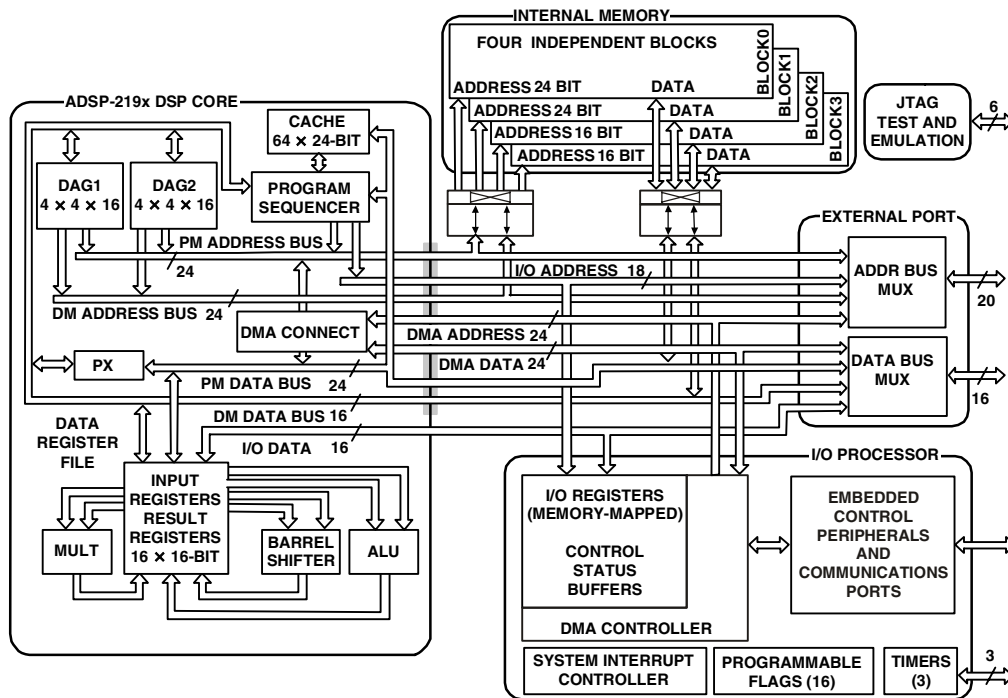 INTERNAL MEMORY
FOUR INDEPENDENT BLOCKS
BLOCK0
BLOCK1
BLOCK2
BLOCK3
ADDRESS 24 BIT
DATA
ADDRESS 24 BIT
DATA
ADDRESS 16 BIT
DATA
ADDRESS 16 BIT
DATA
JTAG
TEST AND
EMULATION
6
ADSP-219x DSP CORE
CACHE
64 × 24-BIT
DAG1
4 × 4 × 16
DAG2
4 × 4 × 16
PROGRAM
SEQUENCER
PM ADDRESS BUS
24
I/O ADDRESS 18
DM ADDRESS BUS 24
DMA CONNECT
DMA ADDRESS 24
DMA DATA 24
PX
PM DATA BUS 24
DM DATA BUS 16
I/O DATA 16
EXTERNAL PORT
ADDR BUS
MUX
20
DATA BUS
MUX
16
DATA
REGISTER
FILE
INPUT
REGISTERS
RESULT
REGISTERS
16 × 16-BIT
MULT
BARREL
SHIFTER
ALU
I/O PROCESSOR
I/O REGISTERS
(MEMORY-MAPPED)
CONTROL
STATUS
BUFFERS
DMA CONTROLLER
EMBEDDED
CONTROL
PERIPHERALS
AND
COMMUNICATIONS
PORTS
SYSTEM INTERRUPT
CONTROLLER
PROGRAMMABLE
FLAGS (16)
TIMERS
(3)
3